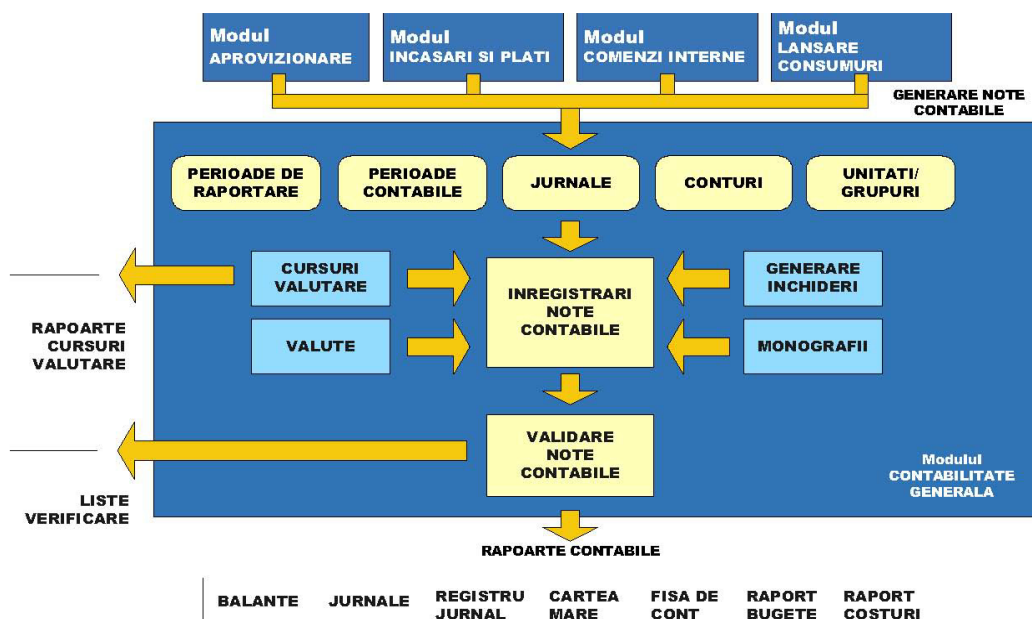 Modul
APROVIZIONARE
Modul
INCASARI SI PLATI
Modul
COMENZI INTERNE
Modul
LANSARE
CONSUMURI
GENERARE NOTE
CONTABILE
PERIOADE DE
RAPORTARE
PERIOADE
CONTABILE
JURNALE
CONTURI
UNITATI/
GRUPURI
CURSURI
VALUTARE
INREGISTRARI
NOTE
CONTABILE
GENERARE
INCHIDERI
RAPOARTE
CURSURI
VALUTARE
VALUTE
MONOGRAFII
VALIDARE
NOTE
CONTABILE
Modulul
CONTABILITATE
GENERALA
LISTE
VERIFICARE
RAPOARTE CONTABILE
BALANTE
JURNALE
REGISTRU
JURNAL
CARTEA
MARE
FISA DE
CONT
RAPORT
BUGETE
RAPORT
COSTURI